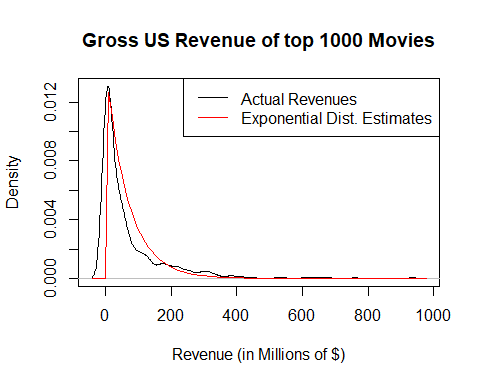 Gross US Revenue of top 1000 Movies
Actual Revenues
Exponential Dist. Estimates
Density
0.000
0.004
0.008
0.012
0
200
400
600
800
1000
Revenue (in Millions of $)